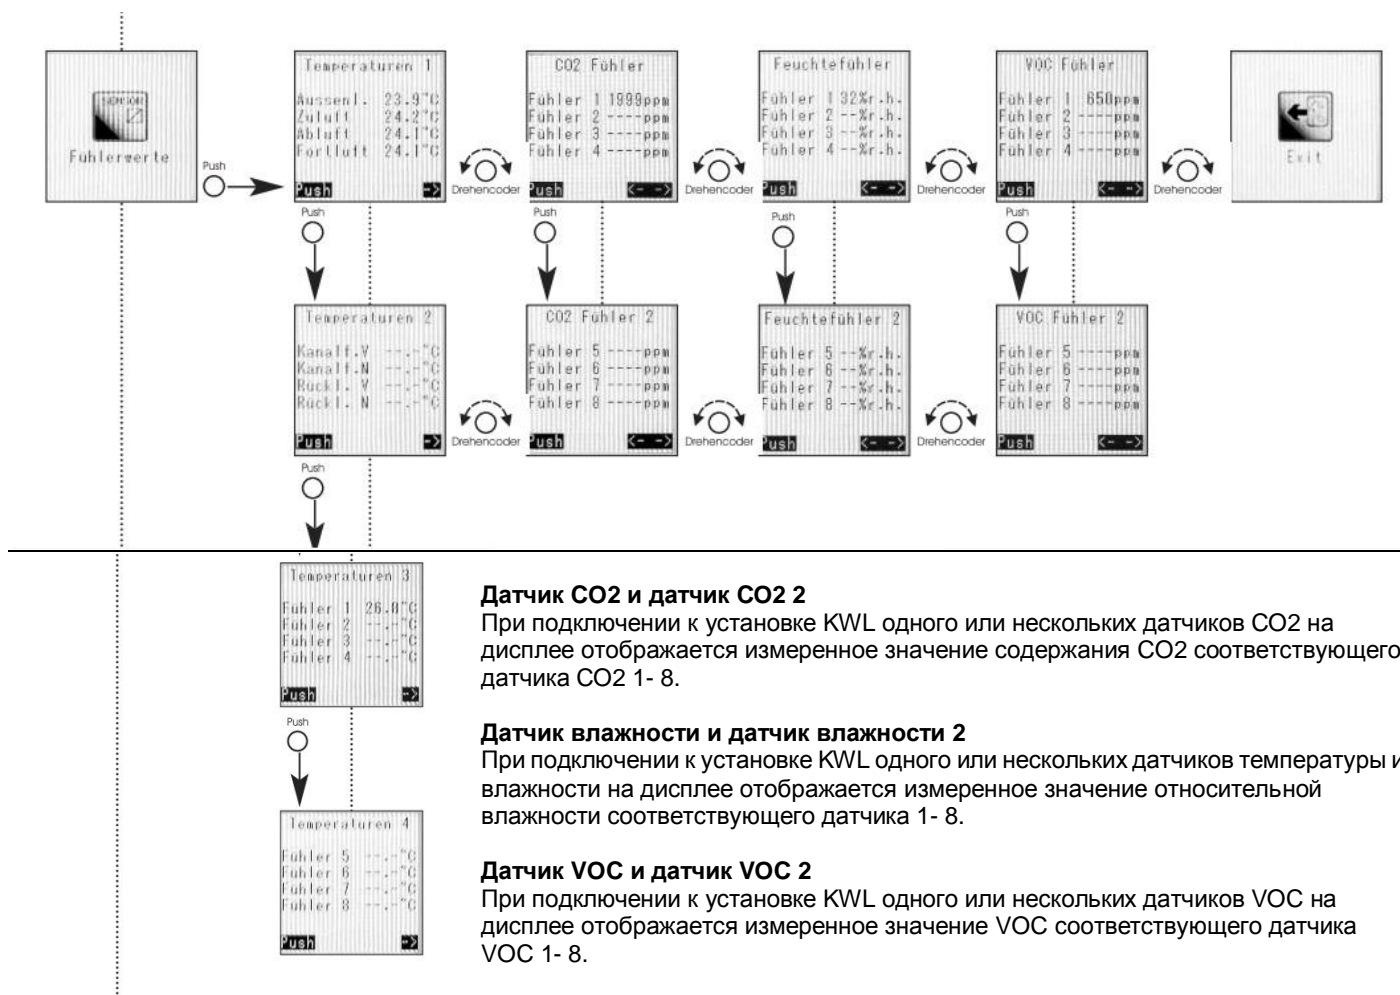 Fühlerwerte
Push
Temperaturen 1
Aussenl. 23.9°C
Zuluft 24.2°C
Abluft 24.1°C
Fortluft 24.1°C
Push ->
Drehencoder
CO2 Fühler
Fühler 1 1999ppm
Fühler 2 ----ppm
Fühler 3 ----ppm
Fühler 4 ----ppm
Push <- ->
Drehencoder
Feuchtefühler
Fühler 1 32%r.h.
Fühler 2 --%r.h.
Fühler 3 --%r.h.
Fühler 4 --%r.h.
Push <- ->
Drehencoder
VOC Fühler
Fühler 1 650ppm
Fühler 2 ----ppm
Fühler 3 ----ppm
Fühler 4 ----ppm
Push <- ->
Drehencoder
Exit
Push
Push
Push
Push
Temperaturen 2
Kanalf.V --.-°C
Kanalf.N --.-°C
Rückl. V --.-°C
Rückl. N --.-°C
Push ->
Drehencoder
CO2 Fühler 2
Fühler 5 ----ppm
Fühler 6 ----ppm
Fühler 7 ----ppm
Fühler 8 ----ppm
Push <- ->
Drehencoder
Feuchtefühler 2
Fühler 5 --%r.h.
Fühler 6 --%r.h.
Fühler 7 --%r.h.
Fühler 8 --%r.h.
Push <- ->
Drehencoder
VOC Fühler 2
Fühler 5 ----ppm
Fühler 6 ----ppm
Fühler 7 ----ppm
Fühler 8 ----ppm
Push <- ->
Push
Temperaturen 3
Fühler 1 26.8°C
Fühler 2 --.-°C
Fühler 3 --.-°C
Fühler 4 --.-°C
Push ->
Push
Temperaturen 4
Fühler 5 --.-°C
Fühler 6 --.-°C
Fühler 7 --.-°C
Fühler 8 --.-°C
Push ->
Датчик CO2 и датчик CO2 2
При подключении к установке KWL одного или нескольких датчиков CO2 на
дисплее отображается измеренное значение содержания CO2 соответствующего
датчика CO2 1- 8.
Датчик влажности и датчик влажности 2
При подключении к установке KWL одного или нескольких датчиков температуры и
влажности на дисплее отображается измеренное значение относительной
влажности соответствующего датчика 1- 8.
Датчик VOC и датчик VOC 2
При подключении к установке KWL одного или нескольких датчиков VOC на
дисплее отображается измеренное значение VOC соответствующего датчика
VOC 1- 8.